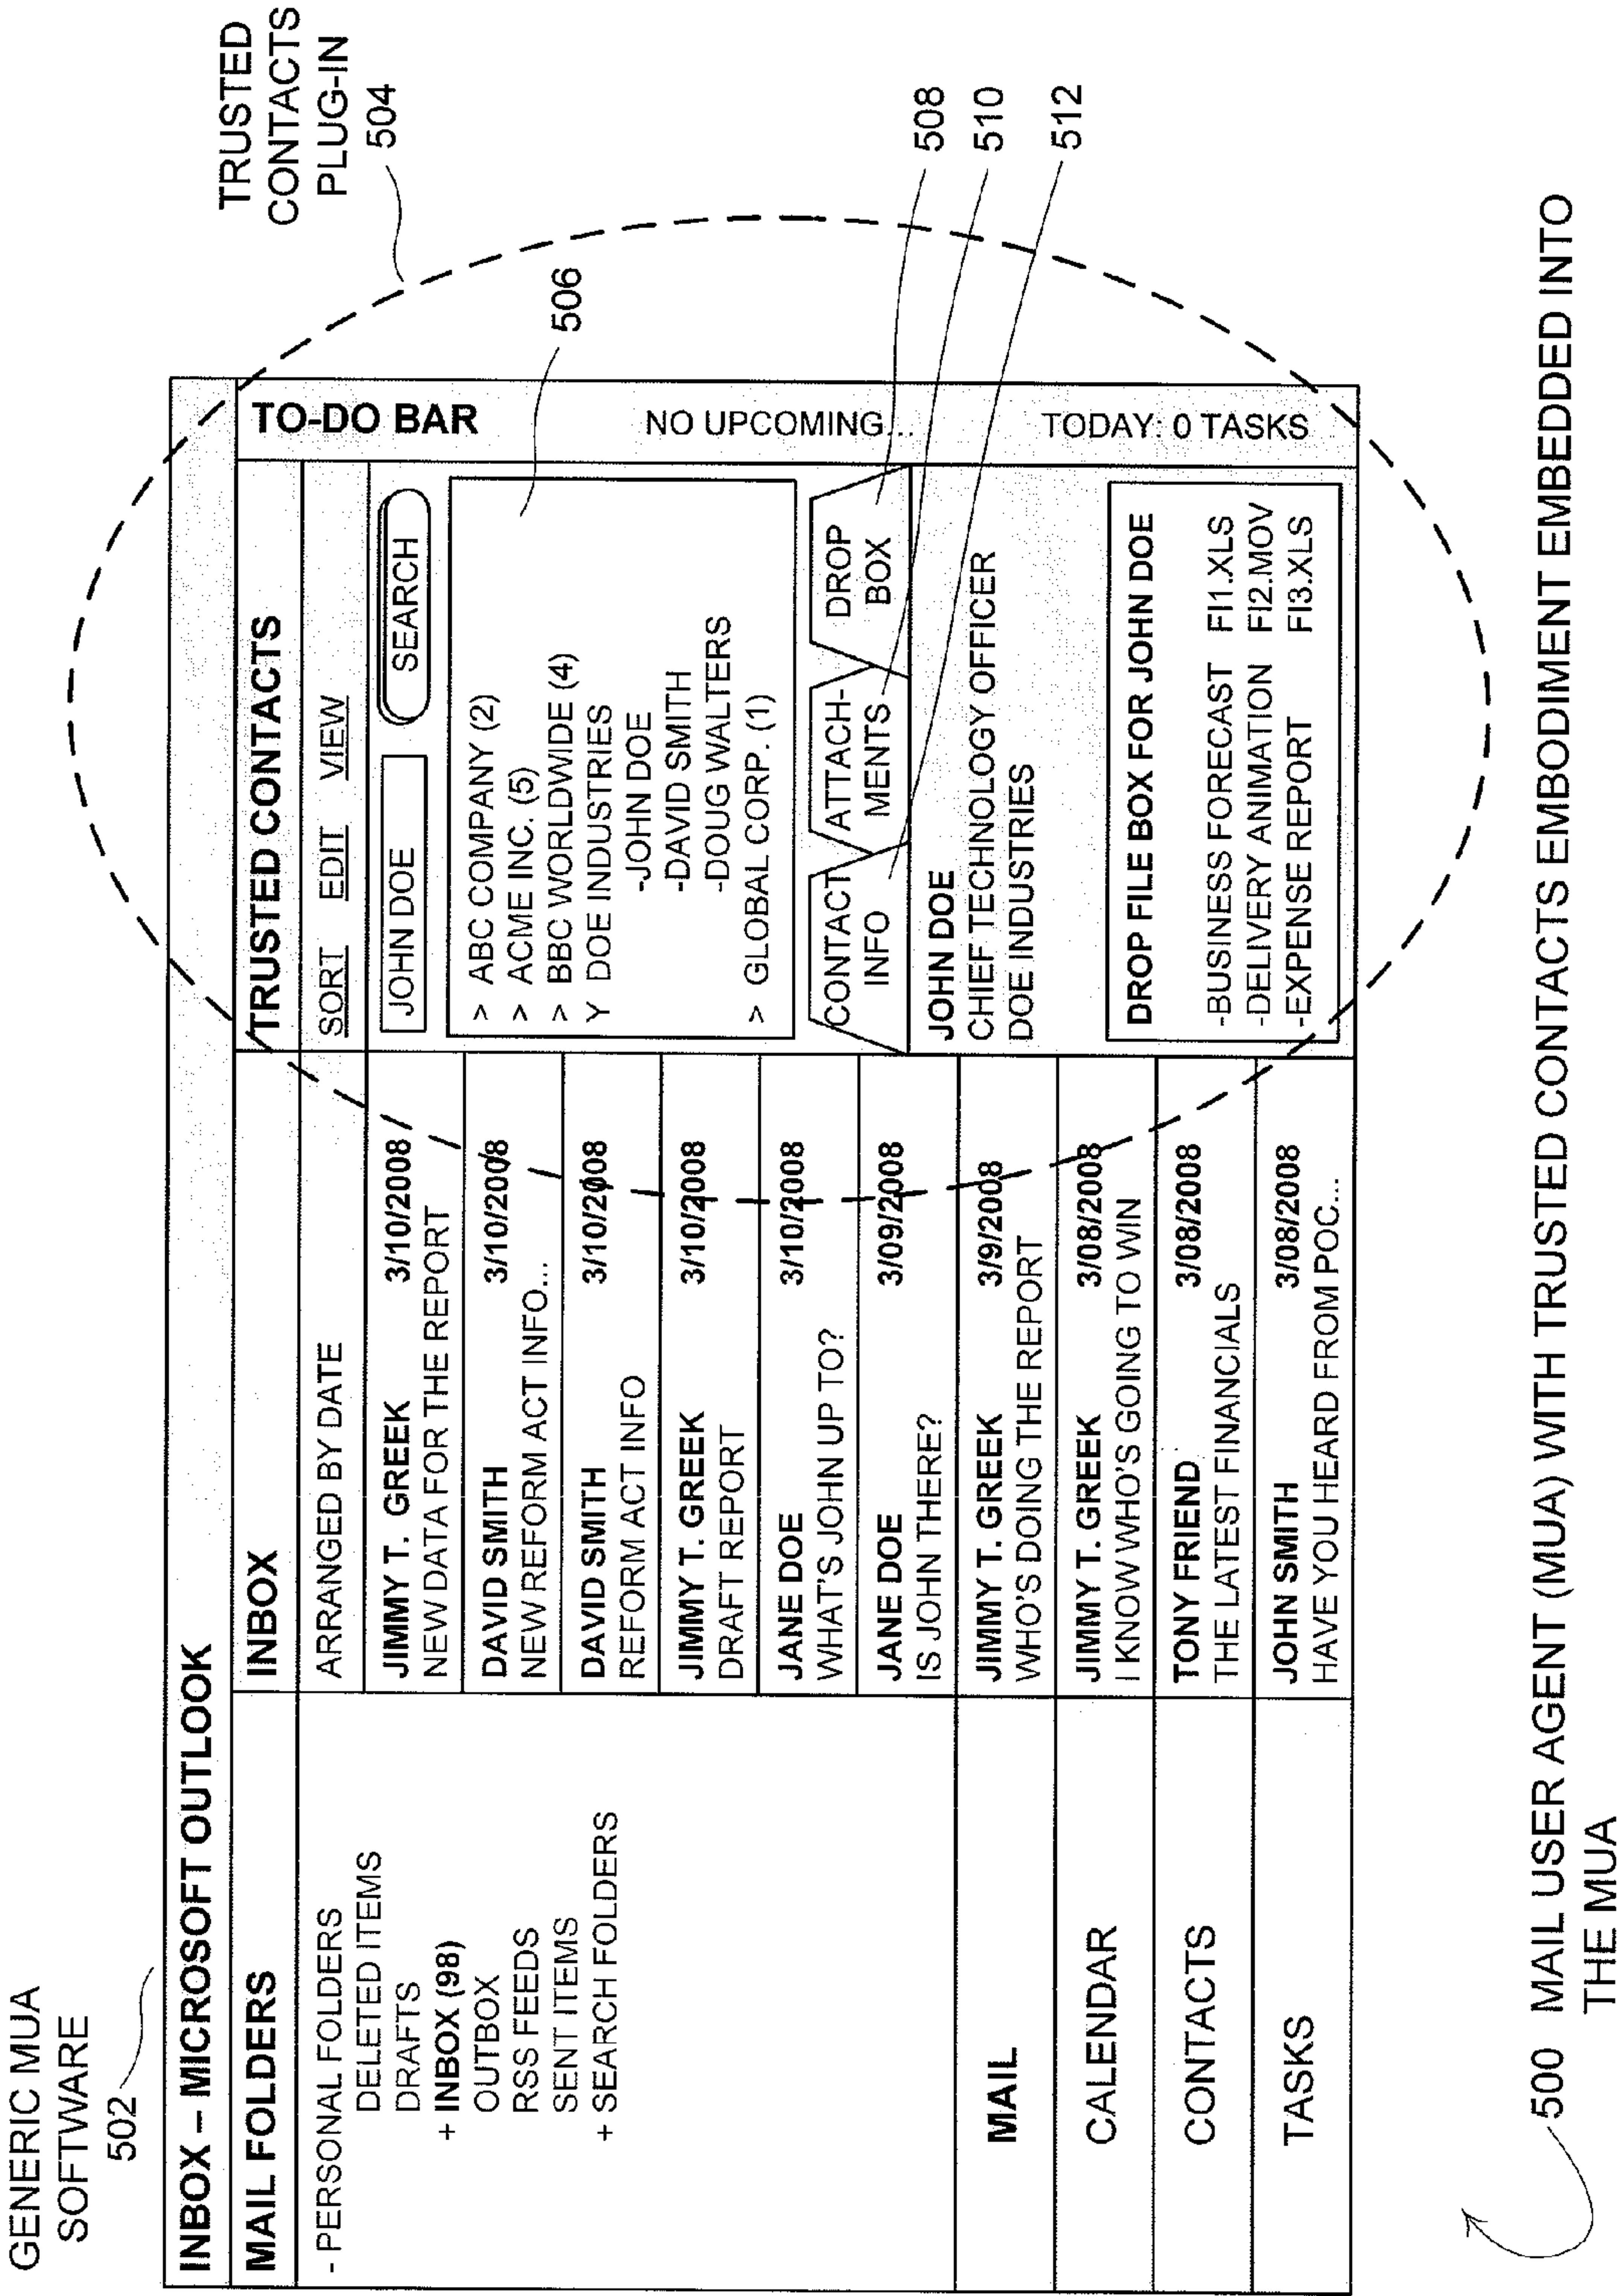 GENERIC MUA
SOFTWARE
502
TRUSTED
CONTACTS
PLUG-IN
504
INBOX – MICROSOFT OUTLOOK
MAIL FOLDERS
- PERSONAL FOLDERS
DELETED ITEMS
DRAFTS
+ INBOX (98)
OUTBOX
RSS FEEDS
SENT ITEMS
+ SEARCH FOLDERS
MAIL
CALENDAR
CONTACTS
TASKS
INBOX
ARRANGED BY DATE
JIMMY T. GREEK 3/10/2008
NEW DATA FOR THE REPORT
DAVID SMITH 3/10/2008
NEW REFORM ACT INFO...
DAVID SMITH 3/10/2008
REFORM ACT INFO
JIMMY T. GREEK 3/10/2008
DRAFT REPORT
JANE DOE 3/10/2008
WHAT'S JOHN UP TO?
JANE DOE 3/09/2008
IS JOHN THERE?
JIMMY T. GREEK 3/9/2008
WHO'S DOING THE REPORT
JIMMY T. GREEK 3/08/2008
I KNOW WHO'S GOING TO WIN
TONY FRIEND 3/08/2008
THE LATEST FINANCIALS
JOHN SMITH 3/08/2008
HAVE YOU HEARD FROM POC...
TRUSTED CONTACTS
SORT EDIT VIEW
JOHN DOE SEARCH
> ABC COMPANY (2)
> ACME INC. (5)
> BBC WORLDWIDE (4)
Y DOE INDUSTRIES
-JOHN DOE
-DAVID SMITH
-DOUG WALTERS
> GLOBAL CORP. (1)
CONTACT INFO
ATTACH-
MENTS
DROP
BOX
JOHN DOE
CHIEF TECHNOLOGY OFFICER
DOE INDUSTRIES
DROP FILE BOX FOR JOHN DOE
-BUSINESS FORECAST FI1.XLS
-DELIVERY ANIMATION FI2.MOV
-EXPENSE REPORT FI3.XLS
TO-DO BAR
NO UPCOMING...
TODAY: 0 TASKS
506
508
510
512
500 MAIL USER AGENT (MUA) WITH TRUSTED CONTACTS EMBODIMENT EMBEDDED INTO
THE MUA